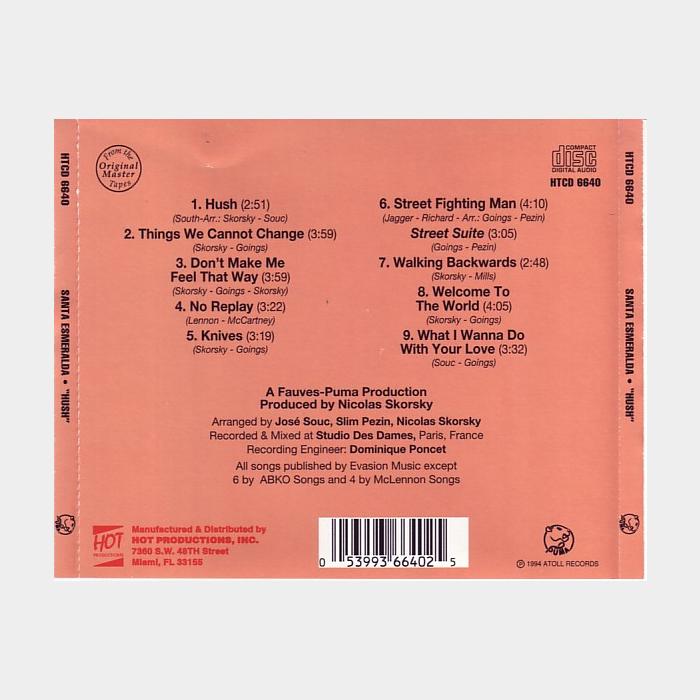 HTCD 6640
SANTA ESMERALDA • "HUSH"
From the
Original
Master
Tapes
COMPACT
disc
DIGITAL AUDIO
HTCD 6640
1. Hush (2:51)
(South-Arr.: Skorsky - Souc)
2. Things We Cannot Change (3:59)
(Skorsky - Goings)
3. Don't Make Me
Feel That Way (3:59)
(Skorsky - Goings - Skorsky)
4. No Replay (3:22)
(Lennon - McCartney)
5. Knives (3:19)
(Skorsky - Goings)
6. Street Fighting Man (4:10)
(Jagger - Richard - Arr.: Goings - Pezin)
Street Suite (3:05)
(Goings - Pezin)
7. Walking Backwards (2:48)
(Skorsky - Mills)
8. Welcome To
The World (4:05)
(Skorsky - Goings)
9. What I Wanna Do
With Your Love (3:32)
(Souc - Goings)
A Fauves-Puma Production
Produced by Nicolas Skorsky
Arranged by José Souc, Slim Pezin, Nicolas Skorsky
Recorded & Mixed at Studio Des Dames, Paris, France
Recording Engineer: Dominique Poncet
All songs published by Evasion Music except
6 by ABKO Songs and 4 by McLennon Songs
HOT
PRODUCTIONS
Manufactured & Distributed by
HOT PRODUCTIONS, INC.
7360 S.W. 48TH Street
Miami, FL 33155
0 53993 66402 5
PUMA
℗ 1994 ATOLL RECORDS
HTCD 6640
SANTA ESMERALDA • "HUSH"